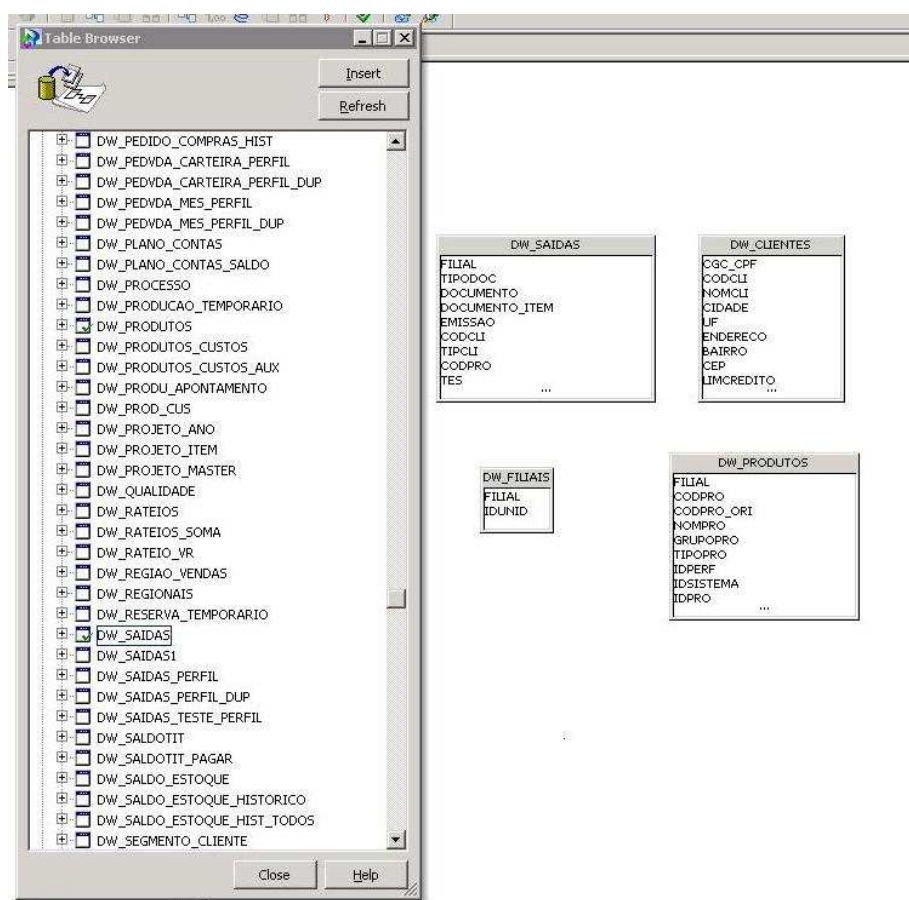 Table Browser
Insert
Refresh
DW_PEDIDO_COMPRAS_HIST
DW_PEDVDA_CARTEIRA_PERFIL
DW_PEDVDA_CARTEIRA_PERFIL_DUP
DW_PEDVDA_MES_PERFIL
DW_PEDVDA_MES_PERFIL_DUP
DW_PLANO_CONTAS
DW_PLANO_CONTAS_SALDO
DW_PROCESSO
DW_PRODUCAO_TEMPORARIO
DW_PRODUTOS
DW_PRODUTOS_CUSTOS
DW_PRODUTOS_CUSTOS_AUX
DW_PRODU_APONTAMENTO
DW_PROD_CUS
DW_PROJETO_ANO
DW_PROJETO_ITEM
DW_PROJETO_MASTER
DW_QUALIDADE
DW_RATEIOS
DW_RATEIOS_SOMA
DW_RATEIO_VR
DW_REGIAO_VENDAS
DW_REGIONAIS
DW_RESERVA_TEMPORARIO
DW_SAIDAS
DW_SAIDAS1
DW_SAIDAS_PERFIL
DW_SAIDAS_PERFIL_DUP
DW_SAIDAS_TESTE_PERFIL
DW_SALDOTIT
DW_SALDOTIT_PAGAR
DW_SALDO_ESTOQUE
DW_SALDO_ESTOQUE_HISTORICO
DW_SALDO_ESTOQUE_HIST_TODOS
DW_SEGMENTO_CLIENTE
Close
Help
DW_SAIDAS
FILIAL
TIPODOC
DOCUMENTO
DOCUMENTO_ITEM
EMISSAO
CODCLI
TIPCLI
CODPRO
TES
...
DW_CLIENTES
CGC_CPF
CODCLI
NOMCLI
CIDADE
UF
ENDERECO
BAIRRO
CEP
LIMCREDITO
...
DW_FILIAIS
FILIAL
IDUNID
DW_PRODUTOS
FILIAL
CODPRO
CODPRO_ORI
NOMPRO
GRUPOPRO
TIPOPRO
IDPERF
IDSISTEMA
IDPRO
...